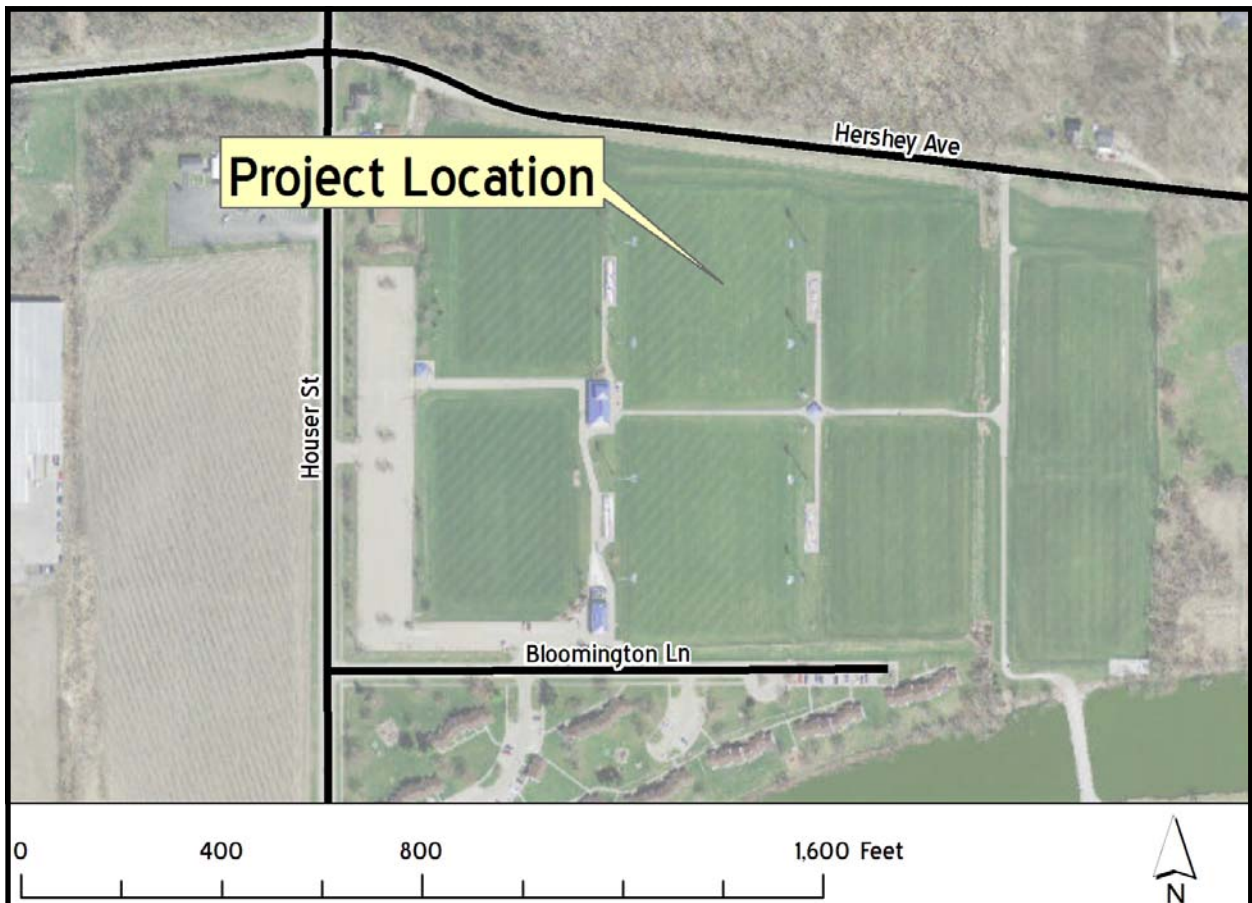 Hershey Ave
Project Location
Houser St
Bloomington Ln
0 400 800 1,600 Feet
N